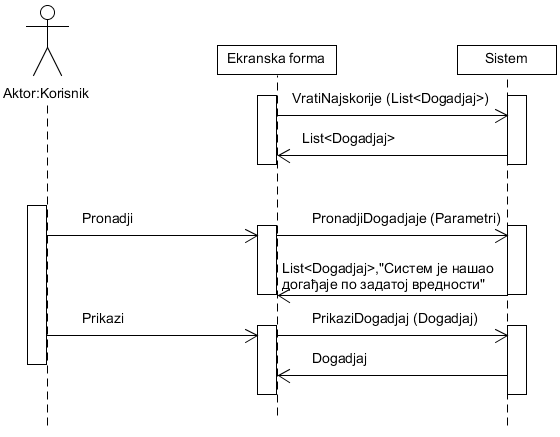 Ekranska forma
Sistem
Aktor:Korisnik
VratiNajskorije (List<Dogadjaj>)
List<Dogadjaj>
Pronadji
PronadjiDogadjaje (Parametri)
List<Dogadjaj>,"Систем је нашао
догађаје по задатој вредности"
Prikazi
PrikaziDogadjaj (Dogadjaj)
Dogadjaj